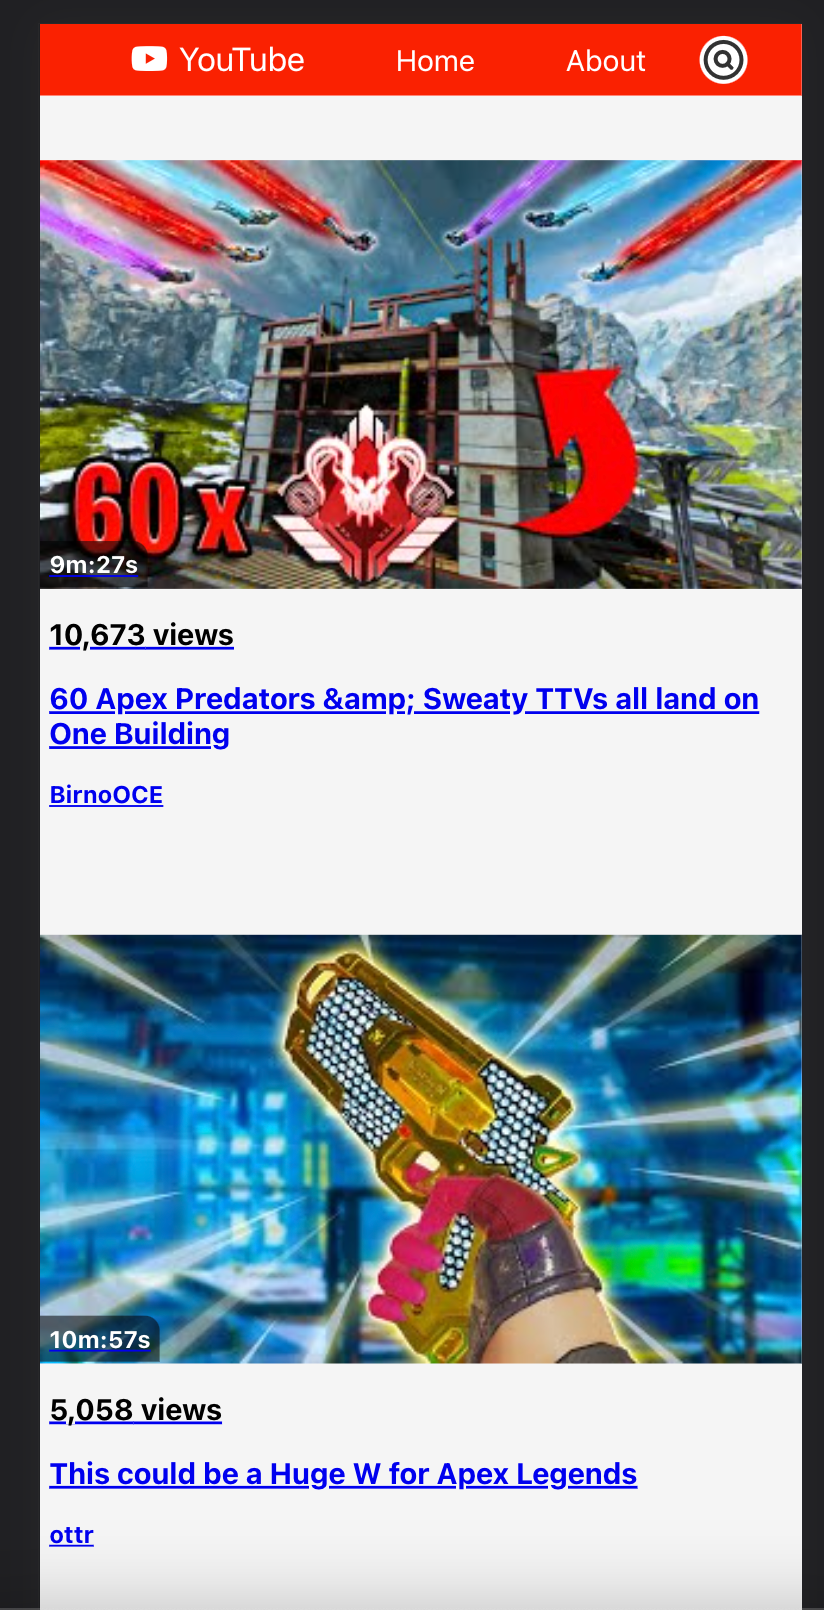 YouTube Home About
60 x
9m:27s
10,673 views
60 Apex Predators &amp; Sweaty TTVs all land on
One Building
BirnoOCE
10m:57s
5,058 views
This could be a Huge W for Apex Legends
ottr